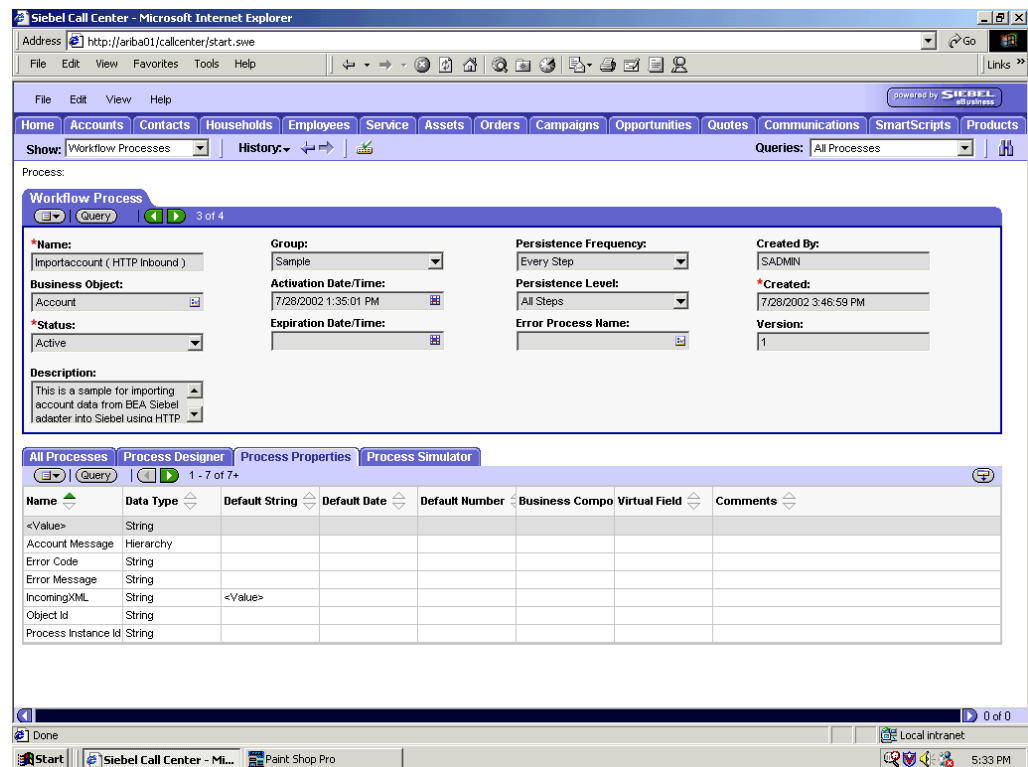 Siebel Call Center - Microsoft Internet Explorer
Address http://ariba01/callcenter/start.swe Go
File Edit View Favorites Tools Help Links »
File Edit View Help powered by SIEBEL eBusiness
Home Accounts Contacts Households Employees Service Assets Orders Campaigns Opportunities Quotes Communications SmartScripts Products
Show: Workflow Processes History: Queries: All Processes
Process:
Workflow Process
Query 3 of 4
*Name: Group: Persistence Frequency: Created By:
Importaccount ( HTTP Inbound ) Sample Every Step SADMIN
Business Object: Activation Date/Time: Persistence Level: *Created:
Account 7/28/2002 1:35:01 PM All Steps 7/28/2002 3:46:59 PM
*Status: Expiration Date/Time: Error Process Name: Version:
Active 1
Description:
This is a sample for importing
account data from BEA Siebel
adapter into Siebel using HTTP
All Processes Process Designer Process Properties Process Simulator
Query 1 - 7 of 7+
Name Data Type Default String Default Date Default Number Business Compo Virtual Field Comments
<Value> String
Account Message Hierarchy
Error Code String
Error Message String
IncomingXML String <Value>
Object Id String
Process Instance Id String
0 of 0
Done Local intranet
Start Siebel Call Center - Mi... Paint Shop Pro 5:33 PM